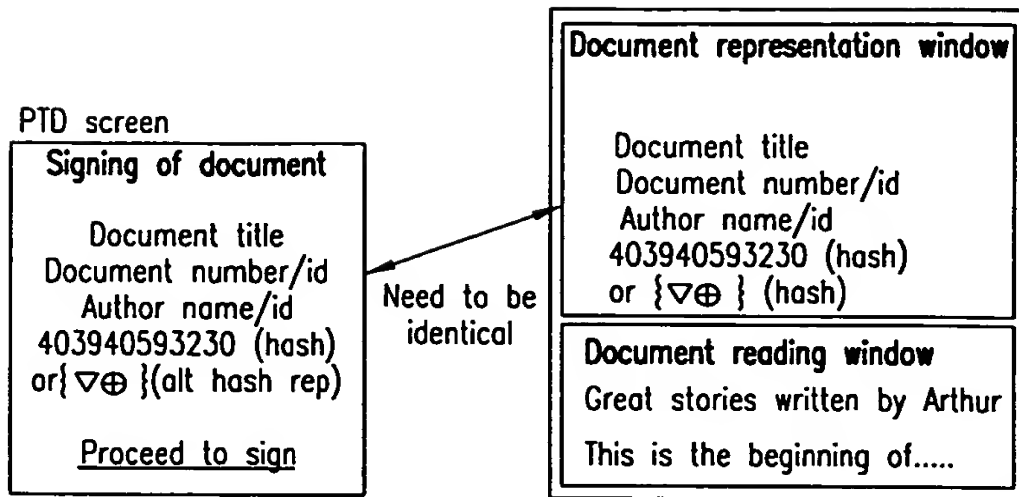 PTD screen
Signing of document
Document title
Document number/id
Author name/id
403940593230 (hash)
or{ ▽⊕ }(alt hash rep)
Proceed to sign
Need to be
identical
Document representation window
Document title
Document number/id
Author name/id
403940593230 (hash)
or {▽⊕ } (hash)
Document reading window
Great stories written by Arthur
This is the beginning of.....